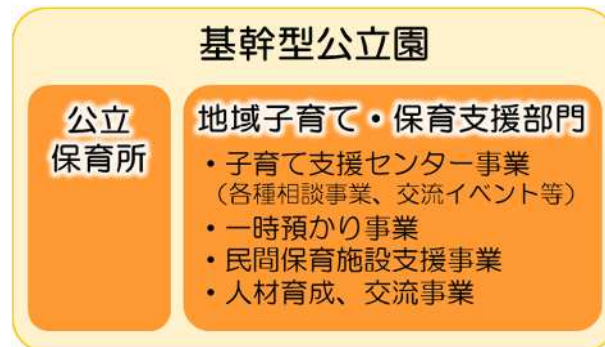 基幹型公立園
公立
保育所
地域子育て・保育支援部門
・子育て支援センター事業
（各種相談事業、交流イベント等）
・一時預かり事業
・民間保育施設支援事業
・人材育成、交流事業